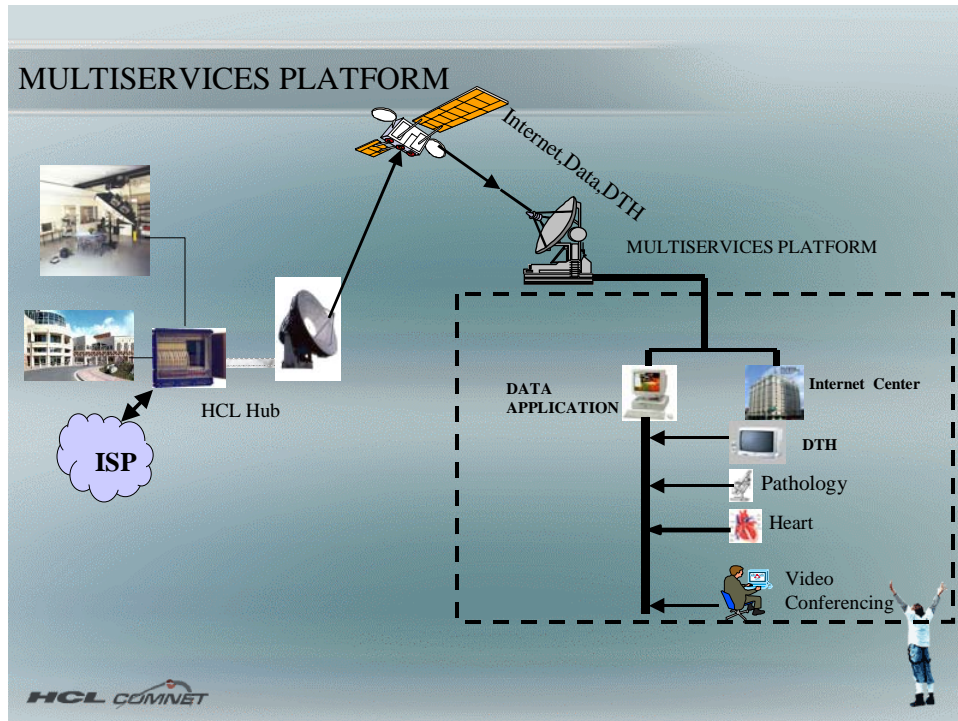 MULTISERVICES PLATFORM
Internet,Data,DTH
MULTISERVICES PLATFORM
HCL Hub
ISP
DATA
APPLICATION
Internet Center
DTH
Pathology
Heart
Video
Conferencing
HCL COMNET